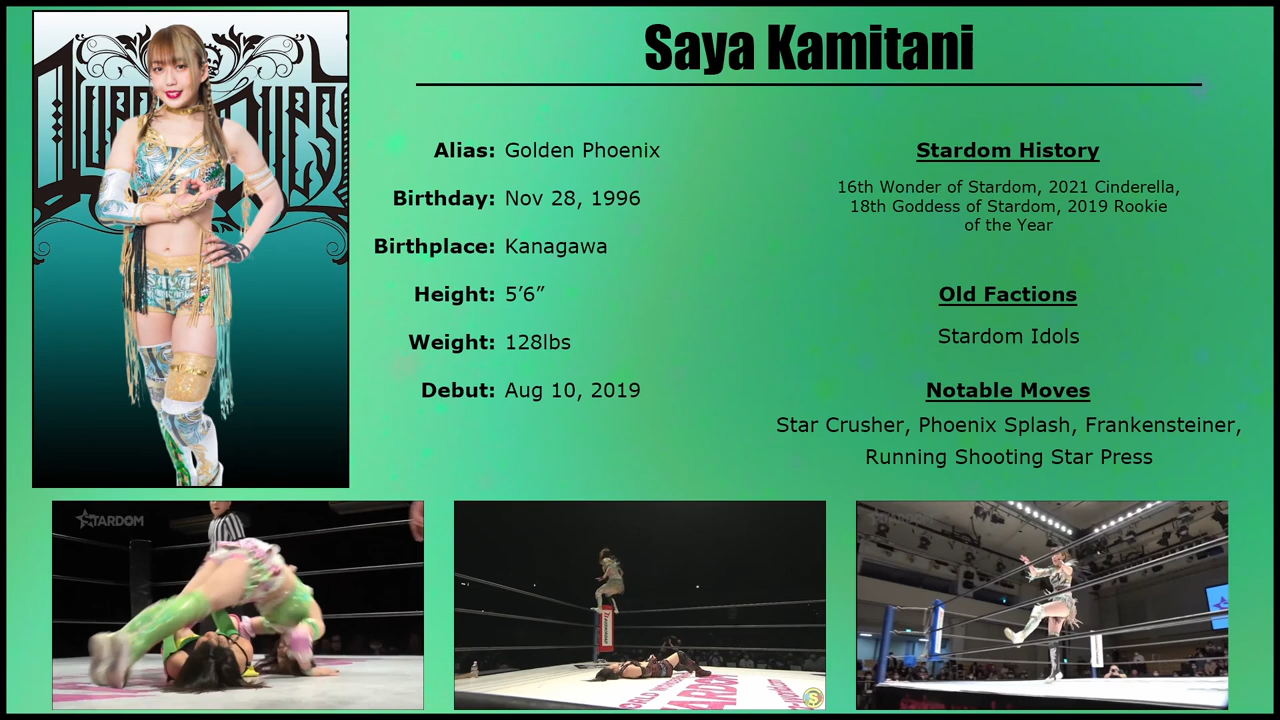 Saya Kamitani
Alias: Golden Phoenix
Birthday: Nov 28, 1996
Birthplace: Kanagawa
Height: 5’6”
Weight: 128lbs
Debut: Aug 10, 2019
Stardom History
16th Wonder of Stardom, 2021 Cinderella,
18th Goddess of Stardom, 2019 Rookie
of the Year
Old Factions
Stardom Idols
Notable Moves
Star Crusher, Phoenix Splash, Frankensteiner,
Running Shooting Star Press
SAYA
STARDOM